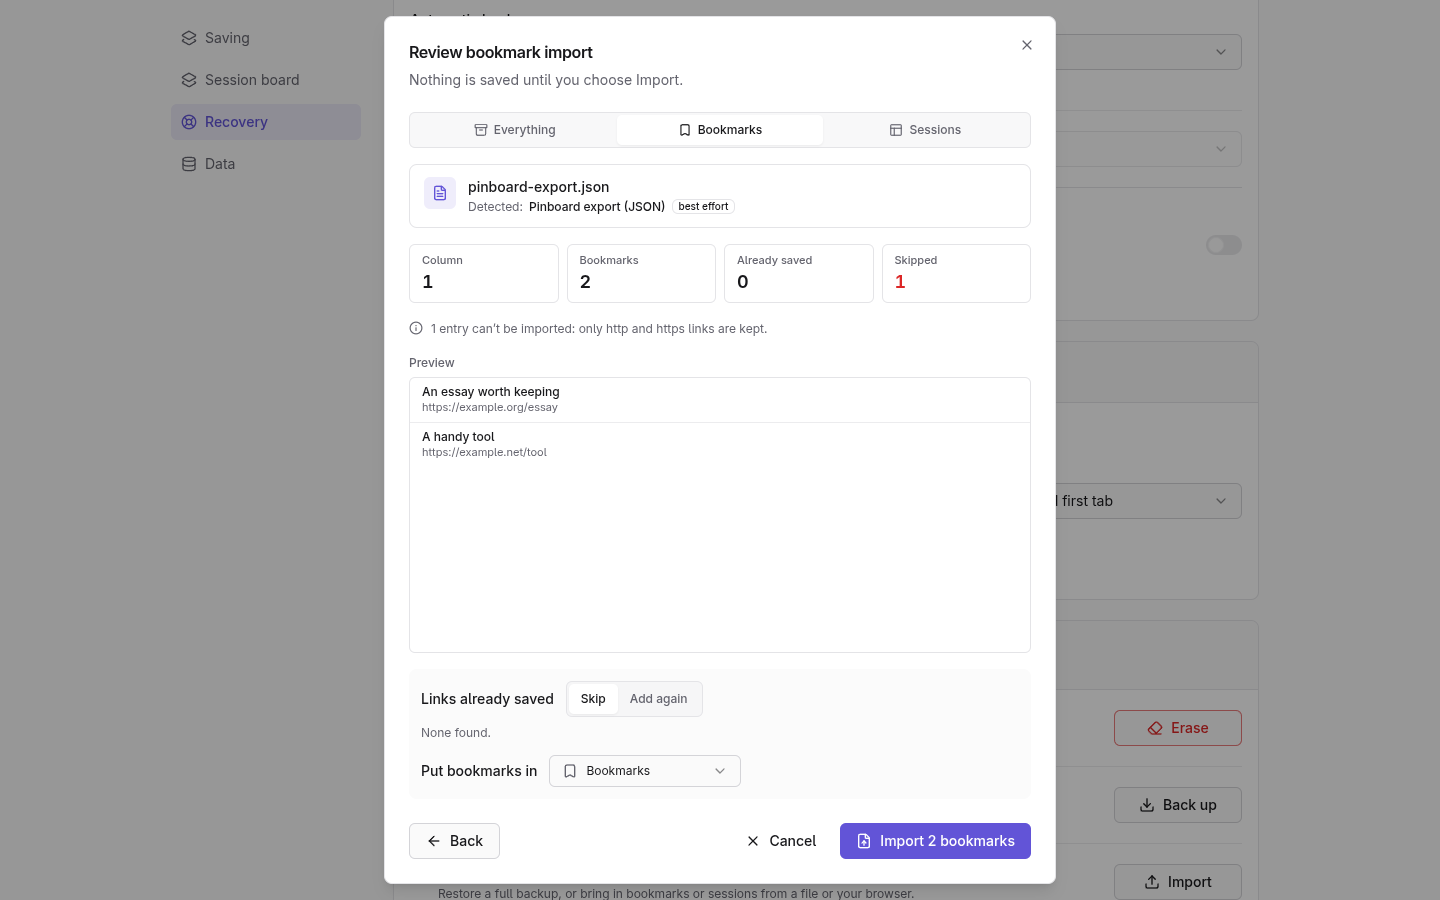 Saving
Session board
Recovery
Data
Review bookmark import
Nothing is saved until you choose Import.
Everything
Bookmarks
Sessions
pinboard-export.json
Detected: Pinboard export (JSON) best effort
Column
1
Bookmarks
2
Already saved
0
Skipped
1
1 entry can't be imported: only http and https links are kept.
Preview
An essay worth keeping
https://example.org/essay
A handy tool
https://example.net/tool
Links already saved
Skip
Add again
None found.
Put bookmarks in
Bookmarks
Back
Cancel
Import 2 bookmarks
first tab
Erase
Back up
Import
Restore a full backup, or bring in bookmarks or sessions from a file or your browser.